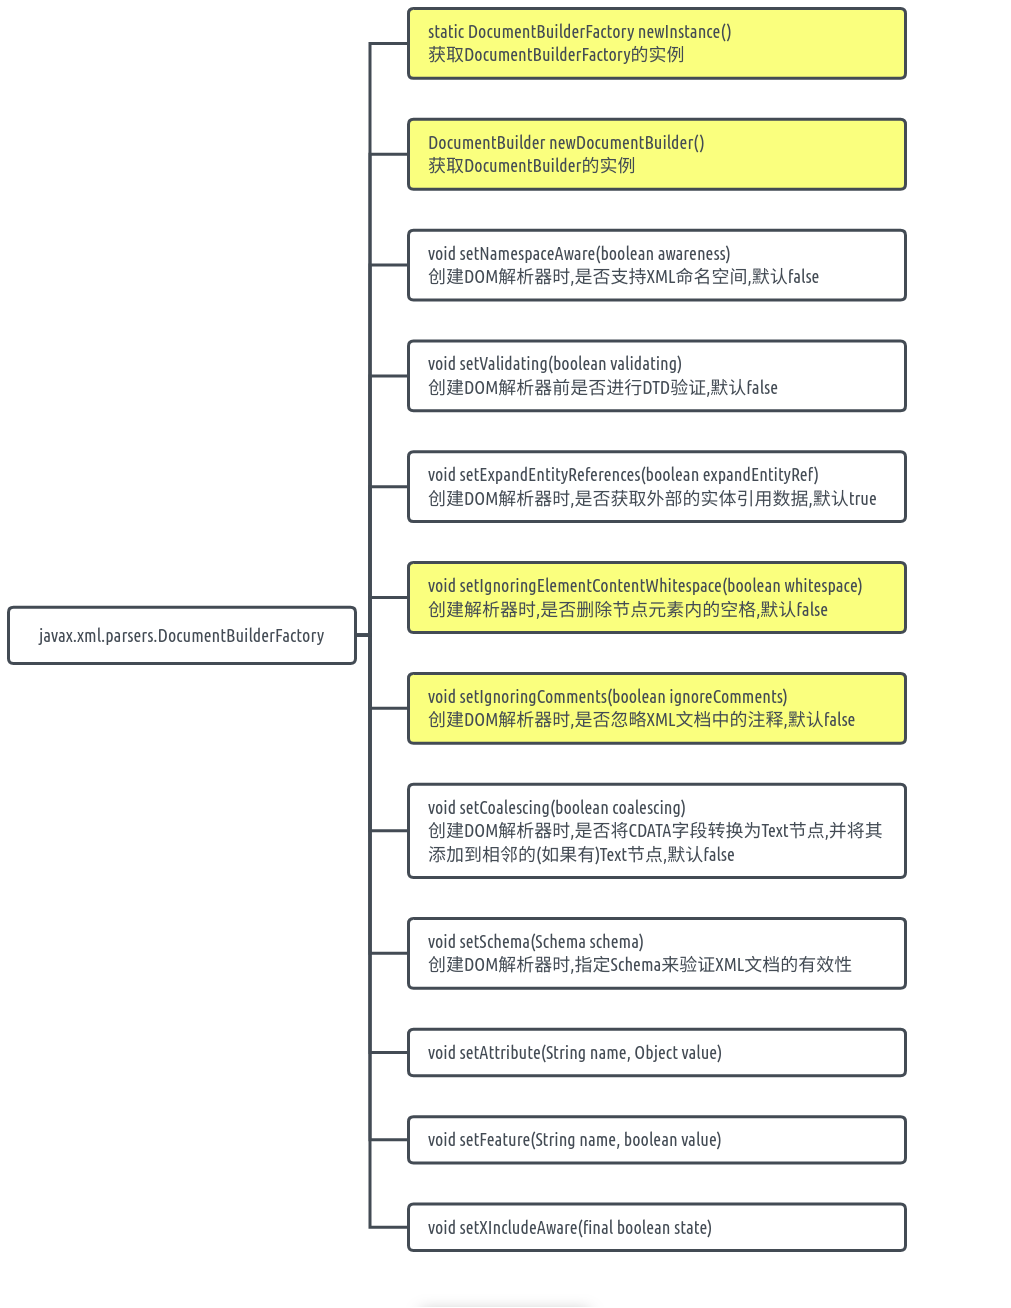 static DocumentBuilderFactory newInstance()
获取DocumentBuilderFactory的实例
DocumentBuilder newDocumentBuilder()
获取DocumentBuilder的实例
void setNamespaceAware(boolean awareness)
创建DOM解析器时,是否支持XML命名空间,默认false
void setValidating(boolean validating)
创建DOM解析器前是否进行DTD验证,默认false
void setExpandEntityReferences(boolean expandEntityRef)
创建DOM解析器时,是否获取外部的实体引用数据,默认true
void setIgnoringElementContentWhitespace(boolean whitespace)
创建解析器时,是否删除节点元素内的空格,默认false
javax.xml.parsers.DocumentBuilderFactory
void setIgnoringComments(boolean ignoreComments)
创建DOM解析器时,是否忽略XML文档中的注释,默认false
void setCoalescing(boolean coalescing)
创建DOM解析器时,是否将CDATA字段转换为Text节点,并将其
添加到相邻的(如果有)Text节点,默认false
void setSchema(Schema schema)
创建DOM解析器时,指定Schema来验证XML文档的有效性
void setAttribute(String name, Object value)
void setFeature(String name, boolean value)
void setXIncludeAware(final boolean state)